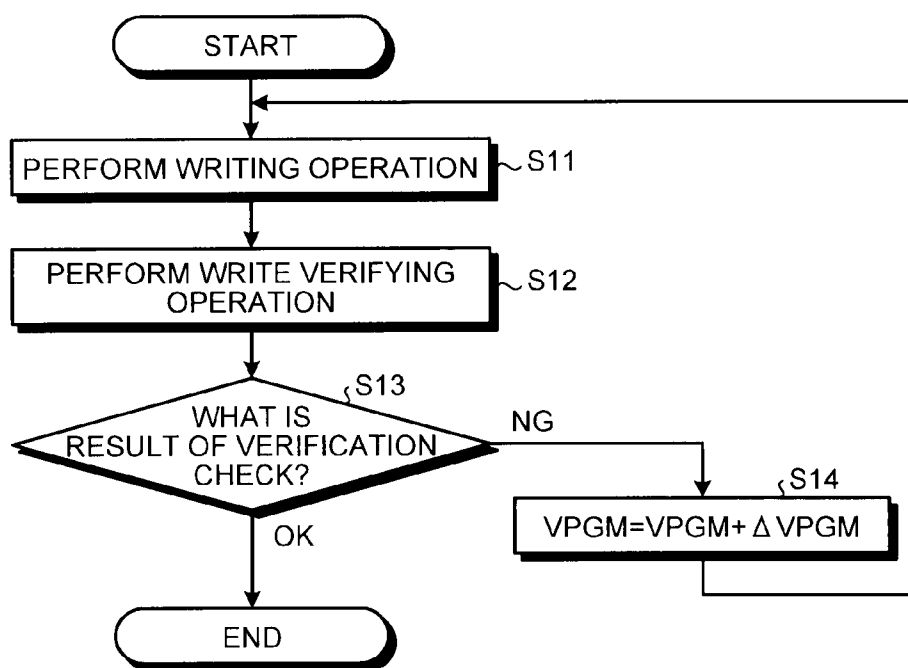 START
PERFORM WRITING OPERATION
S11
PERFORM WRITE VERIFYING
OPERATION
S12
S13
WHAT IS
RESULT OF VERIFICATION
CHECK?
NG
S14
VPGM=VPGM+ Δ VPGM
OK
END